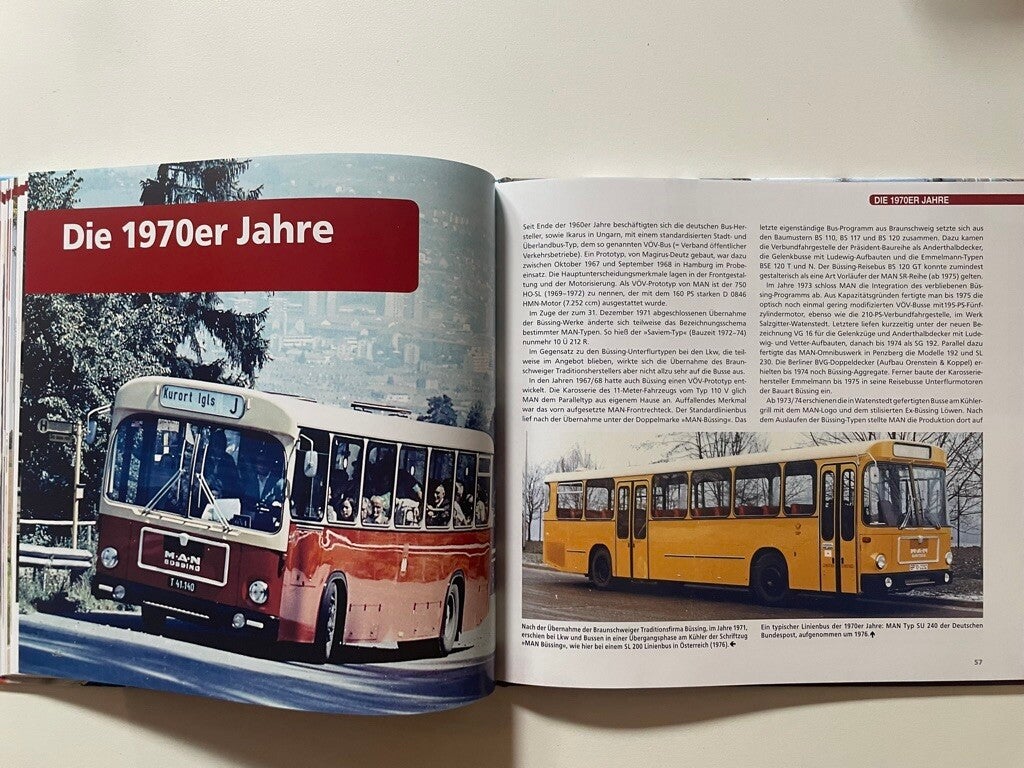 Die 1970er Jahre
Kurort Igls J
H
M·A·N
BÜSSING
T 41.140
DIE 1970ER JAHRE
Seit Ende der 1960er Jahre beschäftigten sich die deutschen Bus-Her-
steller, sowie Ikarus in Ungarn, mit einem standardisierten Stadt- und
Überlandbus-Typ, dem so genannten VÖV-Bus (= Verband öffentlicher
Verkehrsbetriebe). Ein Prototyp, von Magirus-Deutz gebaut, war dazu
zwischen Oktober 1967 und September 1968 in Hamburg im Probe-
einsatz. Die Hauptunterscheidungsmerkmale lagen in der Frontgestal-
tung und der Motorisierung. Als VÖV-Prototyp von MAN ist der 750
HO-SL (1969–1972) zu nennen, der mit dem 160 PS starken D 0846
HMN-Motor (7.252 ccm) ausgestattet wurde.
Im Zuge der zum 31. Dezember 1971 abgeschlossenen Übernahme
der Büssing-Werke änderte sich teilweise das Bezeichnungsschema
bestimmter MAN-Typen. So hieß der »Saviem-Typ« (Bauzeit 1972–74)
nunmehr 10 Ü 212 R.
Im Gegensatz zu den Büssing-Unterflurtypen bei den Lkw, die teil-
weise im Angebot blieben, wirkte sich die Übernahme des Braun-
schweiger Traditionsherstellers aber nicht allzu sehr auf die Busse aus.
In den Jahren 1967/68 hatte auch Büssing einen VÖV-Prototyp ent-
wickelt. Die Karosserie des 11-Meter-Fahrzeugs vom Typ 110 V glich
MAN dem Paralleltyp aus eigenem Hause an. Auffallendes Merkmal
war das vorn aufgesetzte MAN-Frontrechteck. Der Standardlinienbus
lief nach der Übernahme unter der Doppelmarke »MAN-Büssing«. Das
letzte eigenständige Bus-Programm aus Braunschweig setzte sich aus
den Baumustern BS 110, BS 117 und BS 120 zusammen. Dazu kamen
die Verbundfahrgestelle der Präsident-Baureihe als Anderthalbdecker,
die Gelenkbusse mit Ludewig-Aufbauten und die Emmelmann-Typen
BSE 120 T und N. Der Büssing-Reisebus BS 120 GT konnte zumindest
gestalterisch als eine Art Vorläufer der MAN SR-Reihe (ab 1975) gelten.
Im Jahre 1973 schloss MAN die Integration des verbliebenen Büs-
sing-Programms ab. Aus Kapazitätsgründen fertigte man bis 1975 die
optisch noch einmal gering modifizierten VÖV-Busse mit 195-PS-Fünf-
zylindermotor, ebenso wie die 210-PS-Verbundfahrgestelle, im Werk
Salzgitter-Watenstedt. Letztere liefen kurzzeitig unter der neuen Be-
zeichnung VG 16 für die Gelenkzüge und Anderthalbdecker mit Lude-
wig- und Vetter-Aufbauten, danach bis 1974 als SG 192. Parallel dazu
fertigte das MAN-Omnibuswerk in Penzberg die Modelle 192 und SL
230. Die Berliner BVG-Doppeldecker (Aufbau Orenstein & Koppel) er-
hielten bis 1974 noch Büssing-Aggregate. Ferner baute der Karosserie-
hersteller Emmelmann bis 1975 in seine Reisebusse Unterflurmotoren
der Bauart Büssing ein.
Ab 1973/74 erschienen die in Watenstedt gefertigten Busse am Kühler-
grill mit dem MAN-Logo und dem stilisierten Ex-Büssing Löwen. Nach
dem Auslaufen der Büssing-Typen stellte MAN die Produktion dort auf
M·A·N
Nach der Übernahme der Braunschweiger Traditionsfirma Büssing, im Jahre 1971,
erschien bei Lkw und Bussen in einer Übergangsphase am Kühler der Schriftzug
»MAN Büssing«, wie hier bei einem SL 200 Linienbus in Österreich (1976).
Ein typischer Linienbus der 1970er Jahre: MAN Typ SU 240 der Deutschen
Bundespost, aufgenommen um 1976.
57